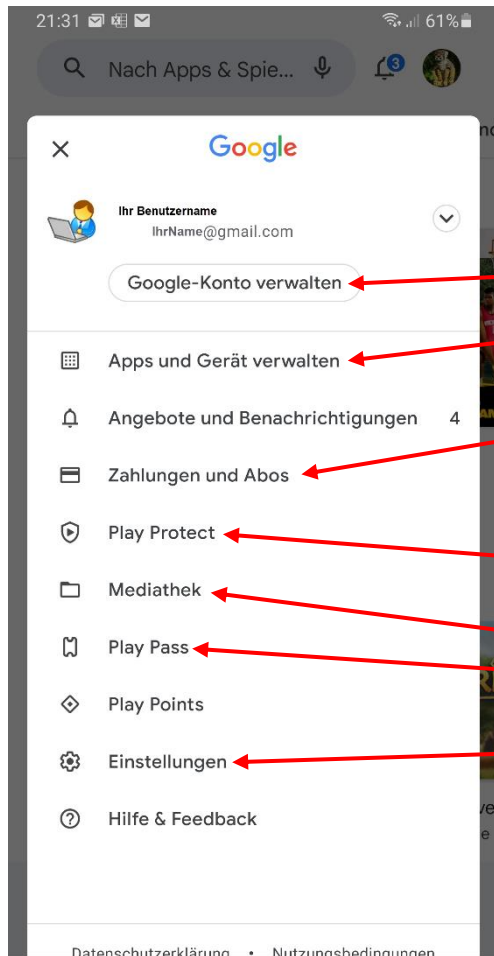 21:31 61%
Nach Apps & Spie... 3
Google
Ihr Benutzername
IhrName@gmail.com
Google-Konto verwalten
Apps und Gerät verwalten
Angebote und Benachrichtigungen 4
Zahlungen und Abos
Play Protect
Mediathek
Play Pass
Play Points
Einstellungen
Hilfe & Feedback
Datenschutzerklärung • Nutzungsbedingungen